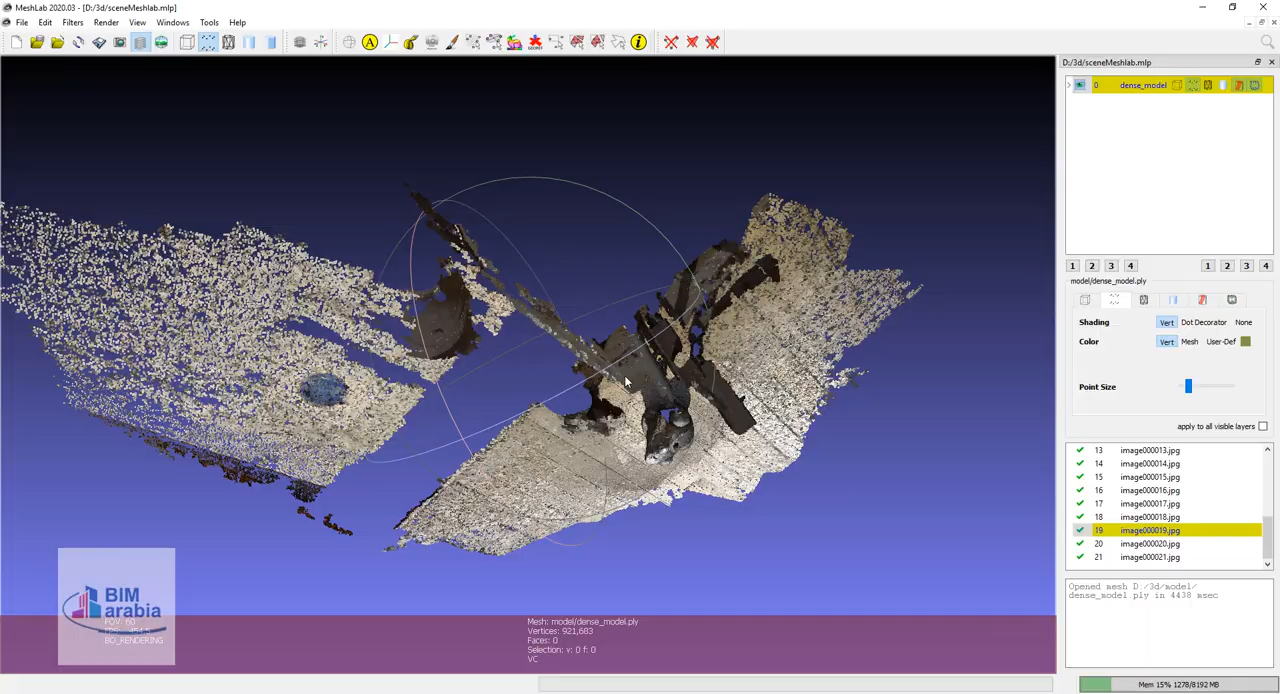 MeshLab 2020.03 - [D:/3d/sceneMeshlab.mlp]
File Edit Filters Render View Windows Tools Help
D:/3d/sceneMeshlab.mlp
0 dense_model
1 2 3 4 1 2 3 4
model/dense_model.ply
Shading Vert Dot Decorator None
Color Vert Mesh User-Def
Point Size
apply to all visible layers
13 image000013.jpg
14 image000014.jpg
15 image000015.jpg
16 image000016.jpg
17 image000017.jpg
18 image000018.jpg
19 image000019.jpg
20 image000020.jpg
21 image000021.jpg
Opened mesh D:/3d/model/
dense_model.ply in 4438 msec
BIM
arabia
FOV: 60
BO_RENDERING
Mesh: model/dense_model.ply
Vertices: 921,683
Faces: 0
Selection: v: 0 f: 0
VC
Mem 15% 1278/8192 MB